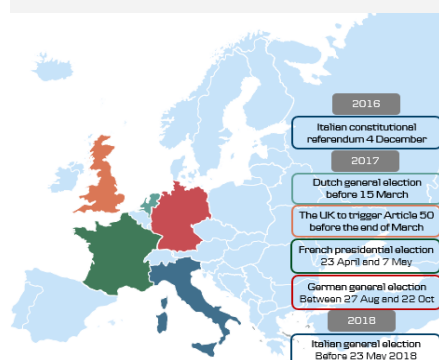 2016
Italian constitutional
referendum 4 December
2017
Dutch general election
before 15 March
The UK to trigger Article 50
before the end of March
French presidential election
23 April and 7 May
German general election
Between 27 Aug and 22 Oct
2018
Italian general election
Before 23 May 2018